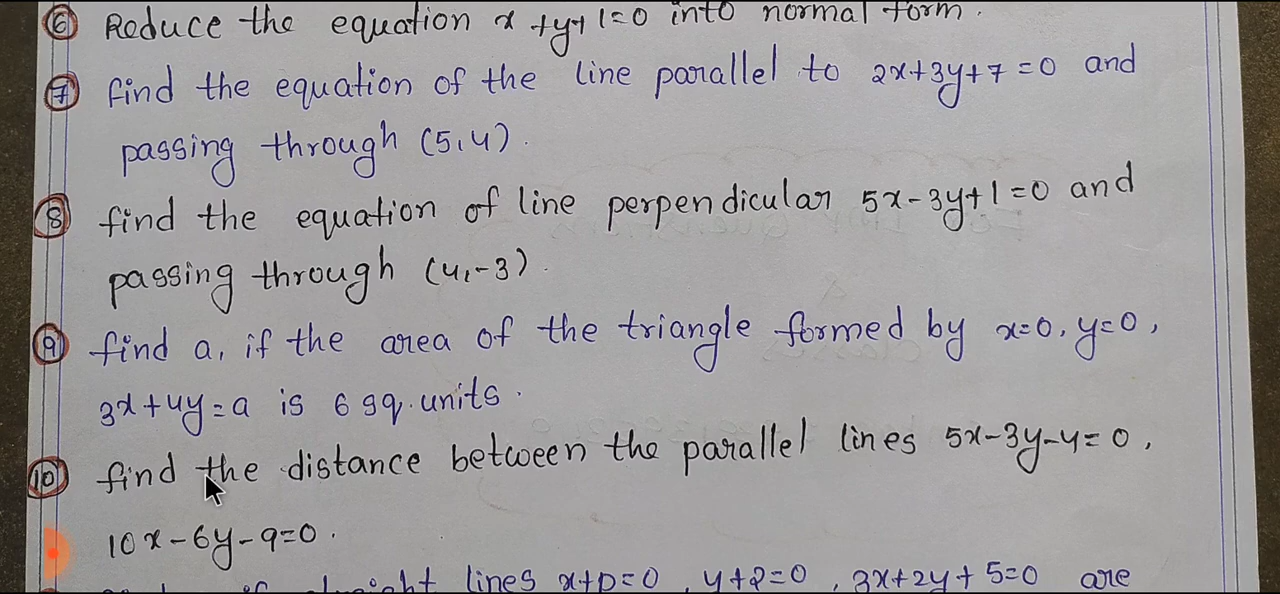 6 Reduce the equation x+y+1=0 into normal form.
7 find the equation of the line parallel to 2x+3y+7=0 and
passing through (5,4).
8 find the equation of line perpendicular 5x-3y+1=0 and
passing through (4,-3).
9 find a, if the area of the triangle formed by x=0, y=0,
3x+4y=a is 6 sq.units.
10 find the distance between the parallel lines 5x-3y-4=0,
10x-6y-9=0.
lines x+p=0, y+2=0, 3x+2y+5=0 are